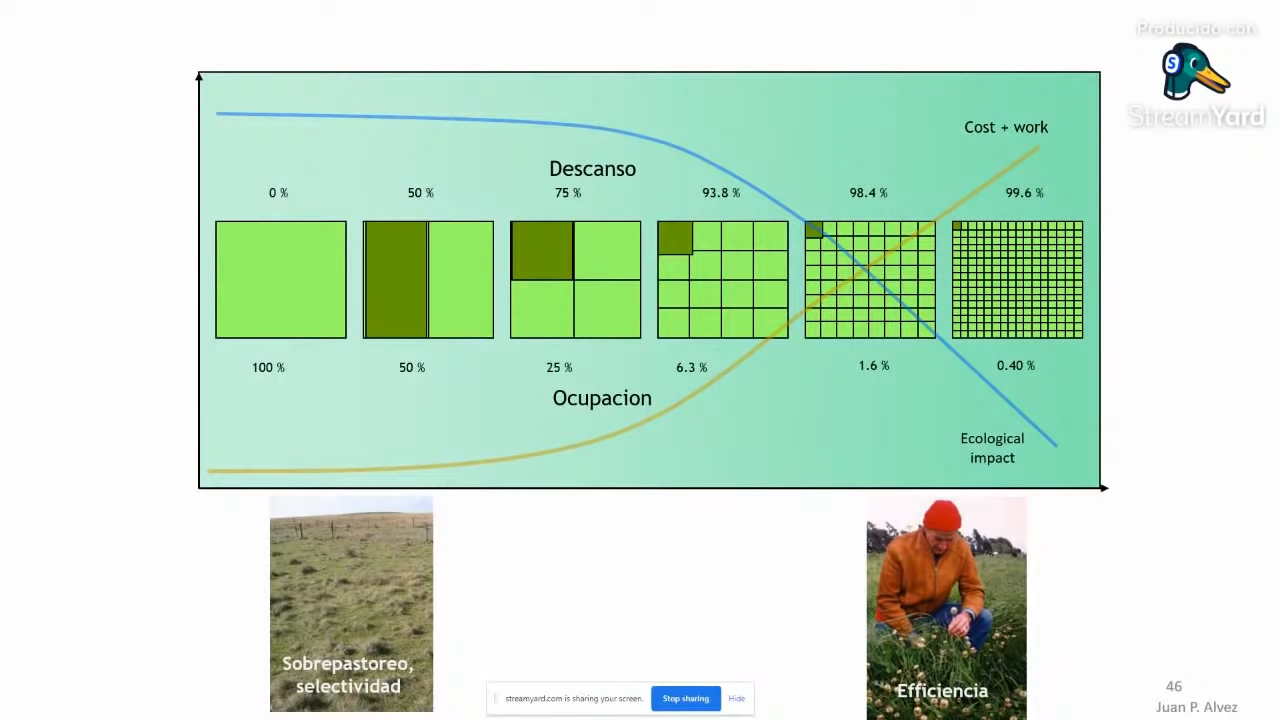 Producido con
StreamYard
Cost + work
Descanso
0 %
50 %
75 %
93.8 %
98.4 %
99.6 %
100 %
50 %
25 %
6.3 %
1.6 %
0.40 %
Ocupacion
Ecological
impact
Sobrepastoreo,
selectividad
Efficiencia
streamyard.com is sharing your screen.
Stop sharing
Hide
46
Juan P. Alvez